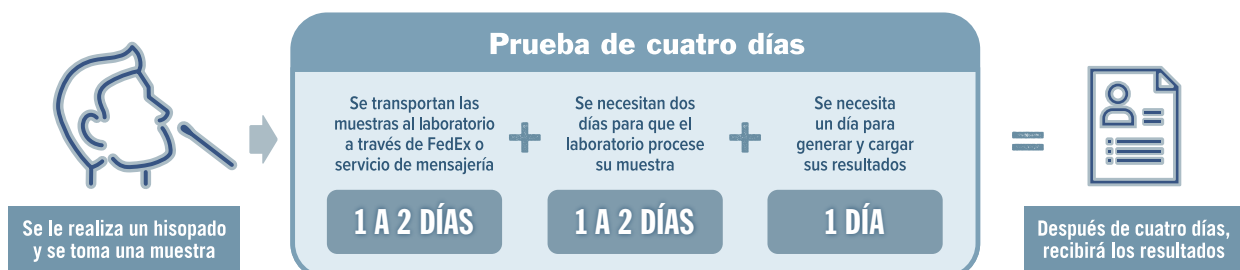 Prueba de cuatro días
Se le realiza un hisopado
y se toma una muestra
Se transportan las
muestras al laboratorio
a través de FedEx o
servicio de mensajería
1 A 2 DÍAS
+
Se necesitan dos
días para que el
laboratorio procese
su muestra
1 A 2 DÍAS
+
Se necesita
un día para
generar y cargar
sus resultados
1 DÍA
=
Después de cuatro días,
recibirá los resultados